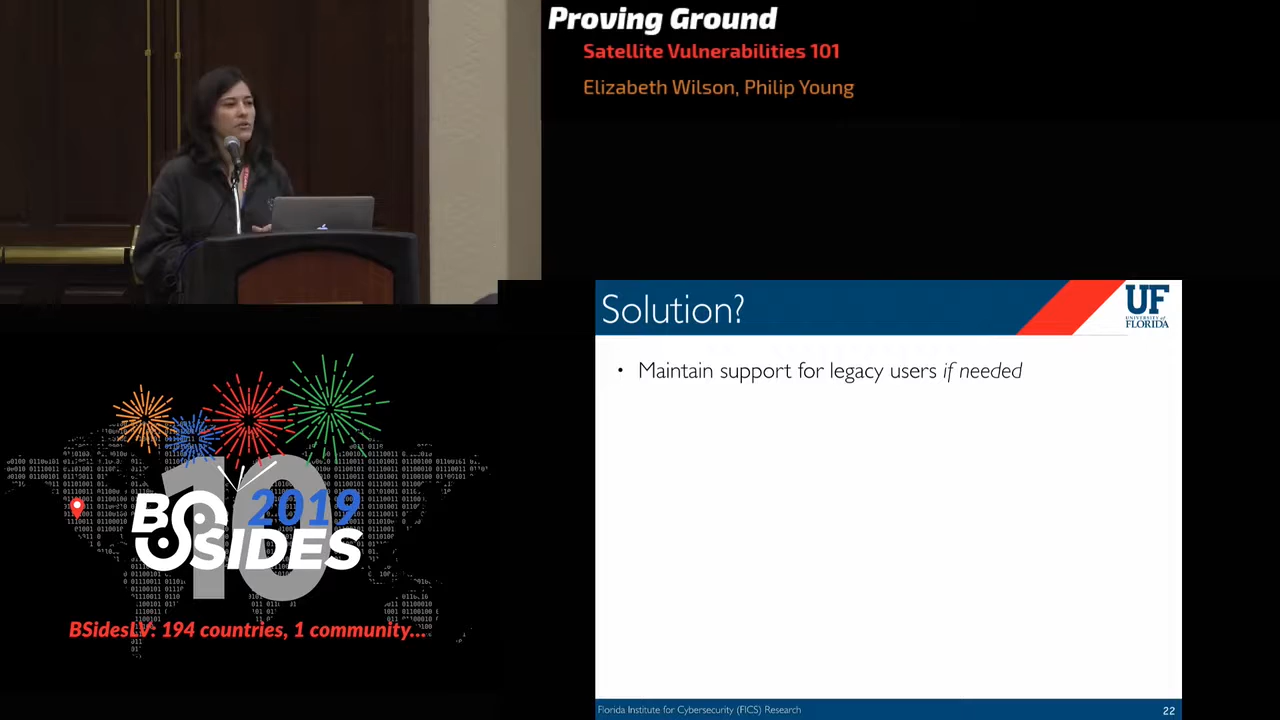 Proving Ground
Satellite Vulnerabilities 101
Elizabeth Wilson, Philip Young
Solution?
UF
UNIVERSITY of
FLORIDA
• Maintain support for legacy users if needed
10
2019
BSIDES
BSidesLV: 194 countries, 1 community...
Florida Institute for Cybersecurity (FICS) Research
22